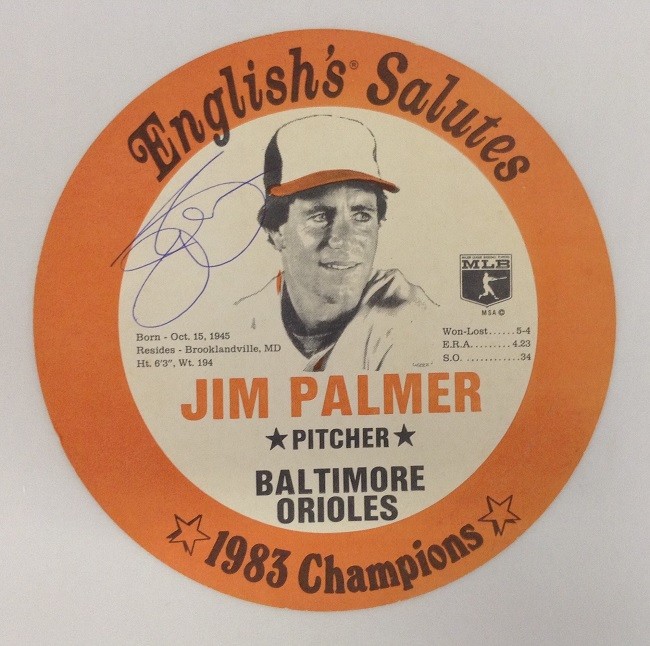 English's® Salutes
MLB
MSA ©
Born - Oct. 15, 1945
Resides - Brooklandville, MD
Ht. 6'3", Wt. 194
Won-Lost......5-4
E.R.A.........4.23
S.O. ...........34
JIM PALMER
★PITCHER★
BALTIMORE
ORIOLES
1983 Champions